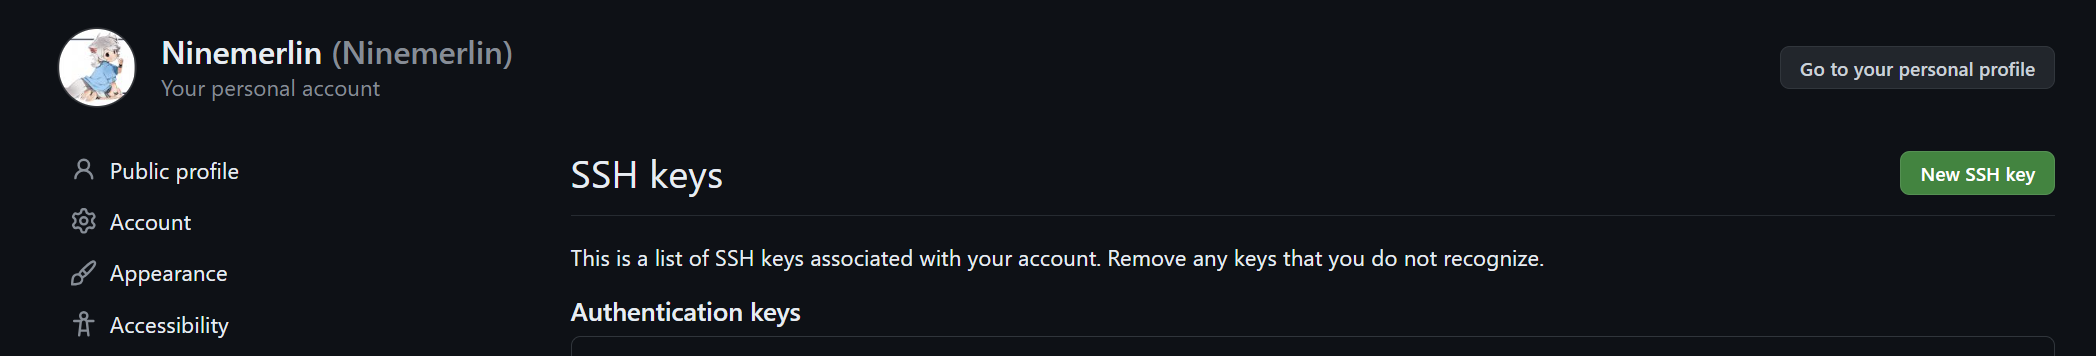 Ninemerlin (Ninemerlin)
Your personal account
Go to your personal profile
Public profile
Account
Appearance
Accessibility
SSH keys
New SSH key
This is a list of SSH keys associated with your account. Remove any keys that you do not recognize.
Authentication keys